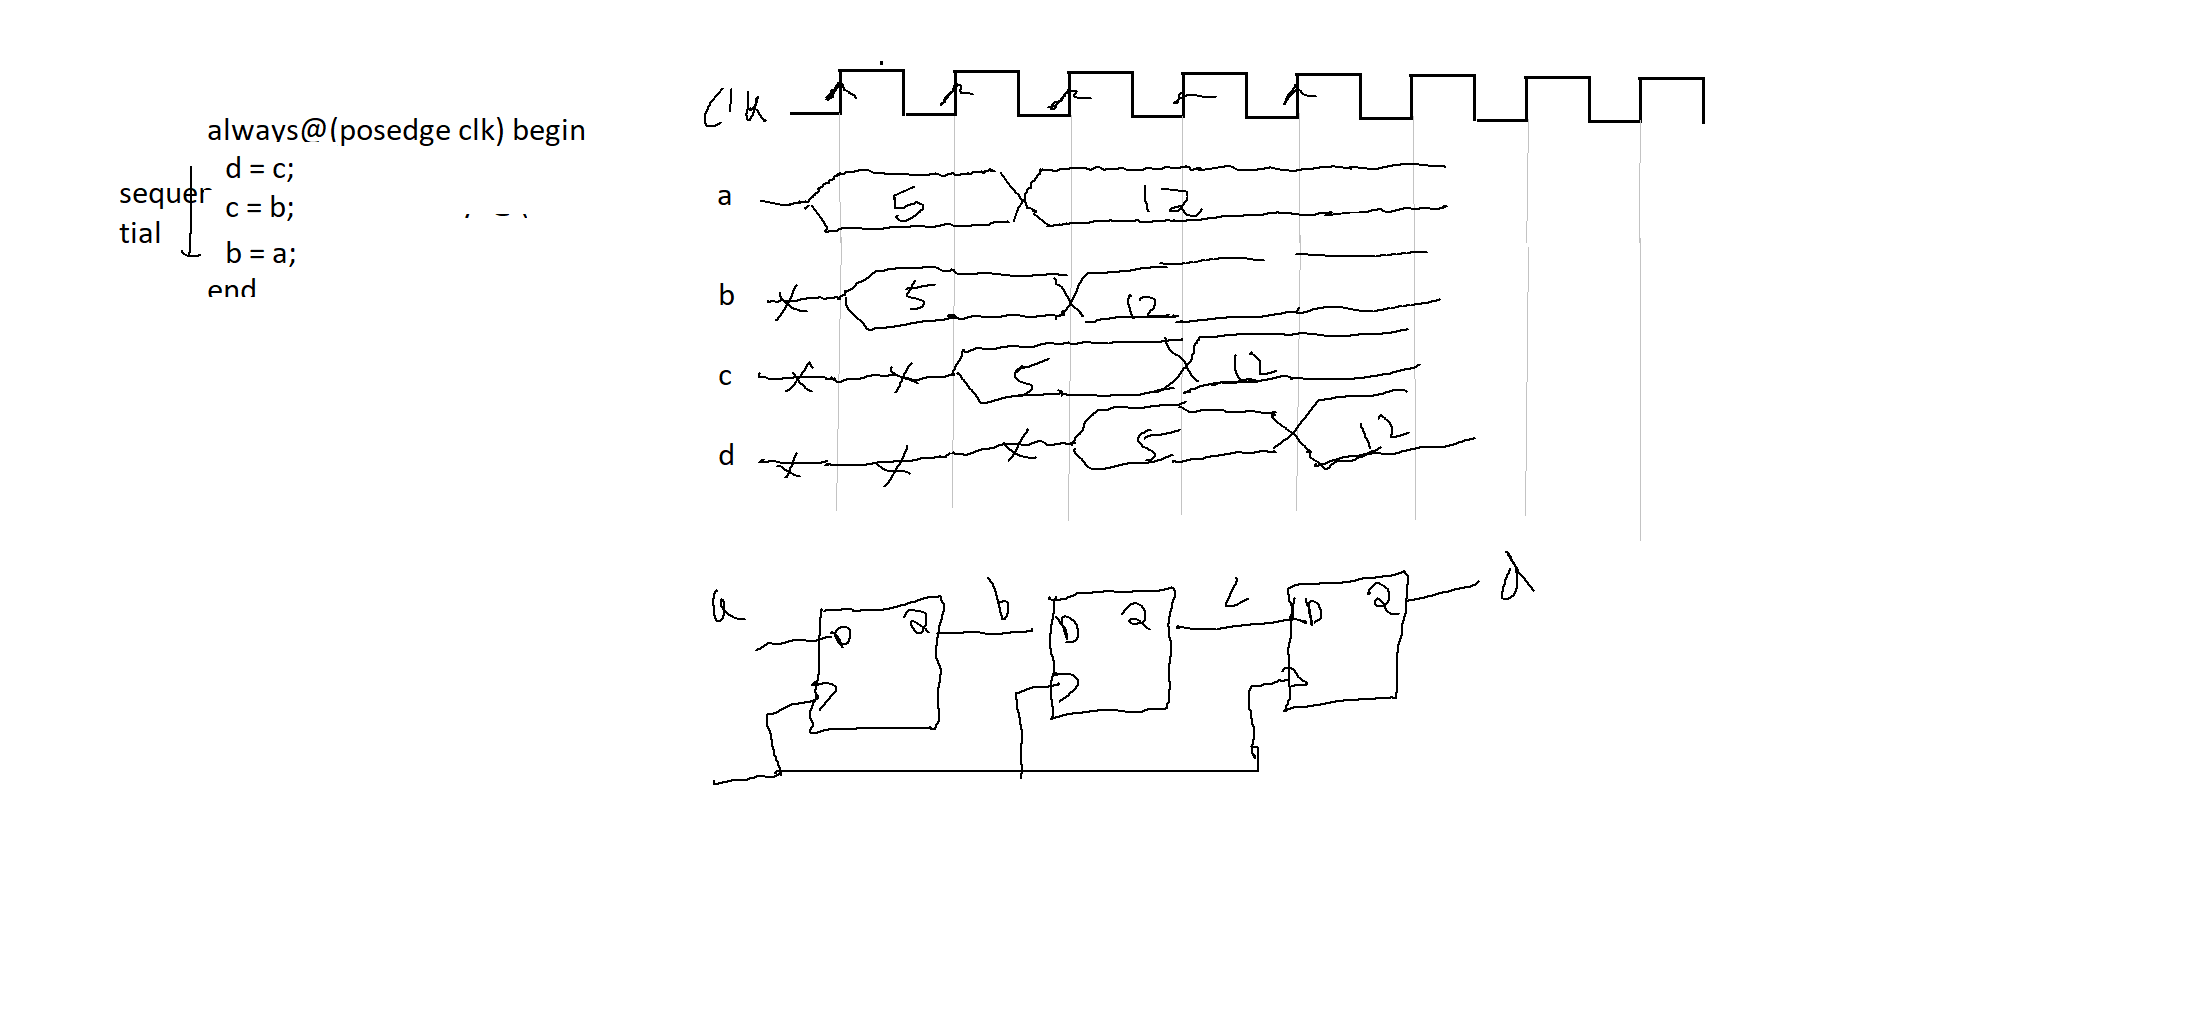 always@(posedge clk) begin
d = c;
c = b;
b = a;
end
sequer
tial
Clk
a 5 12
b X 5 12
c X X 5 12
d X X X 5 12
a D Q b D Q c D Q d